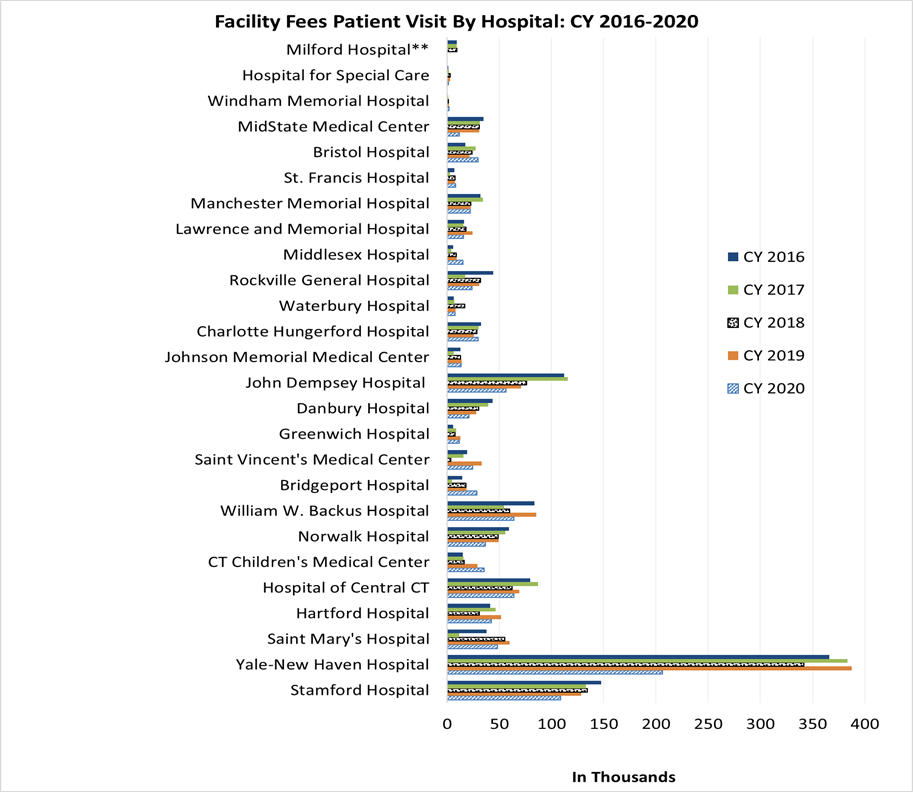 Facility Fees Patient Visit By Hospital: CY 2016-2020
Milford Hospital**
Hospital for Special Care
Windham Memorial Hospital
MidState Medical Center
Bristol Hospital
St. Francis Hospital
Manchester Memorial Hospital
Lawrence and Memorial Hospital
Middlesex Hospital
Rockville General Hospital
Waterbury Hospital
Charlotte Hungerford Hospital
Johnson Memorial Medical Center
John Dempsey Hospital
Danbury Hospital
Greenwich Hospital
Saint Vincent's Medical Center
Bridgeport Hospital
William W. Backus Hospital
Norwalk Hospital
CT Children's Medical Center
Hospital of Central CT
Hartford Hospital
Saint Mary's Hospital
Yale-New Haven Hospital
Stamford Hospital
CY 2016
CY 2017
CY 2018
CY 2019
CY 2020
0 50 100 150 200 250 300 350 400
In Thousands